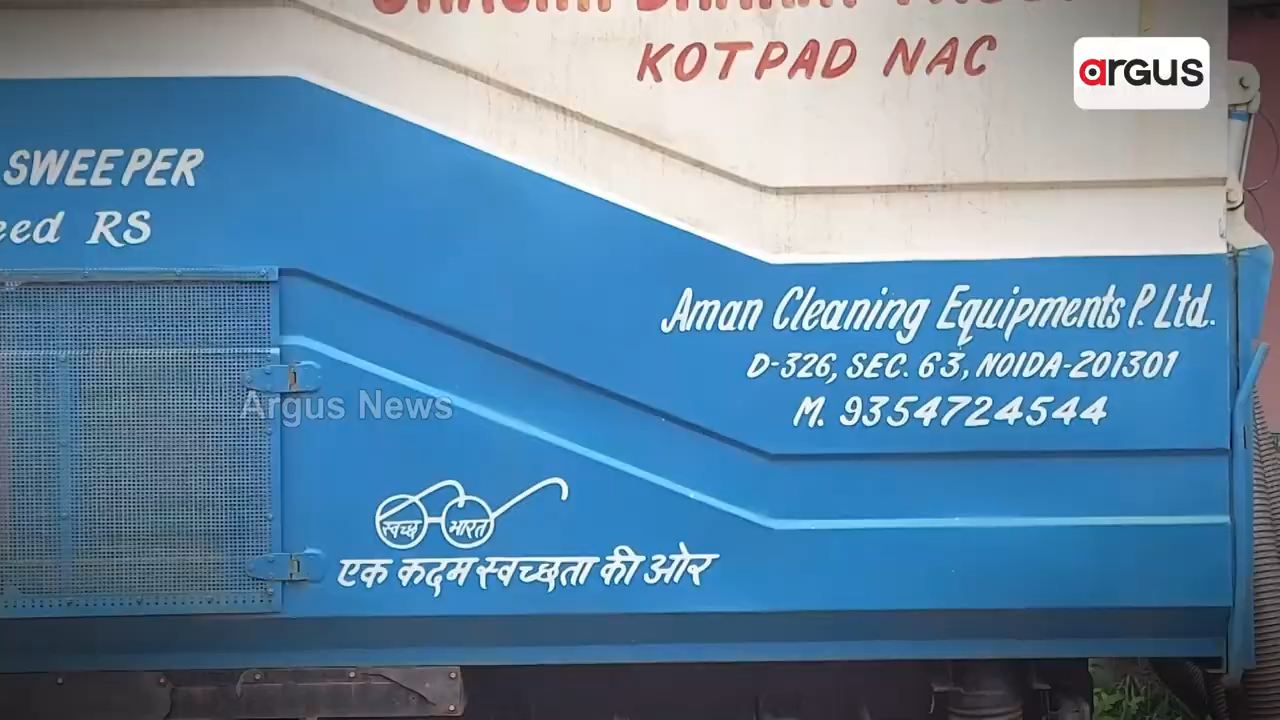 KOTPAD NAC
argus
SWEEPER
RS
Aman Cleaning Equipments P. Ltd.
D-326, SEC. 63, NOIDA-201301
M. 9354724544
Argus News
स्वच्छ भारत
एक कदम स्वच्छता की ओर